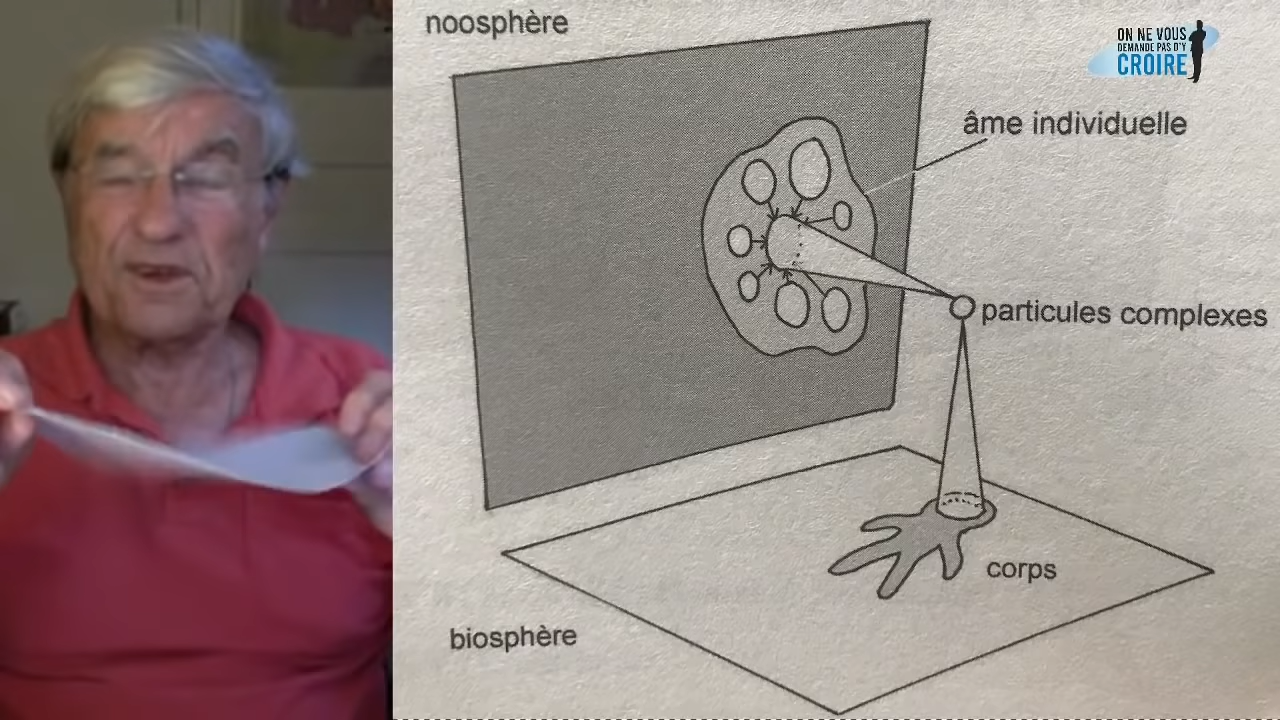 noosphère
ON NE VOUS
DEMANDE PAS D'Y
CROIRE
âme individuelle
particules complexes
corps
biosphère